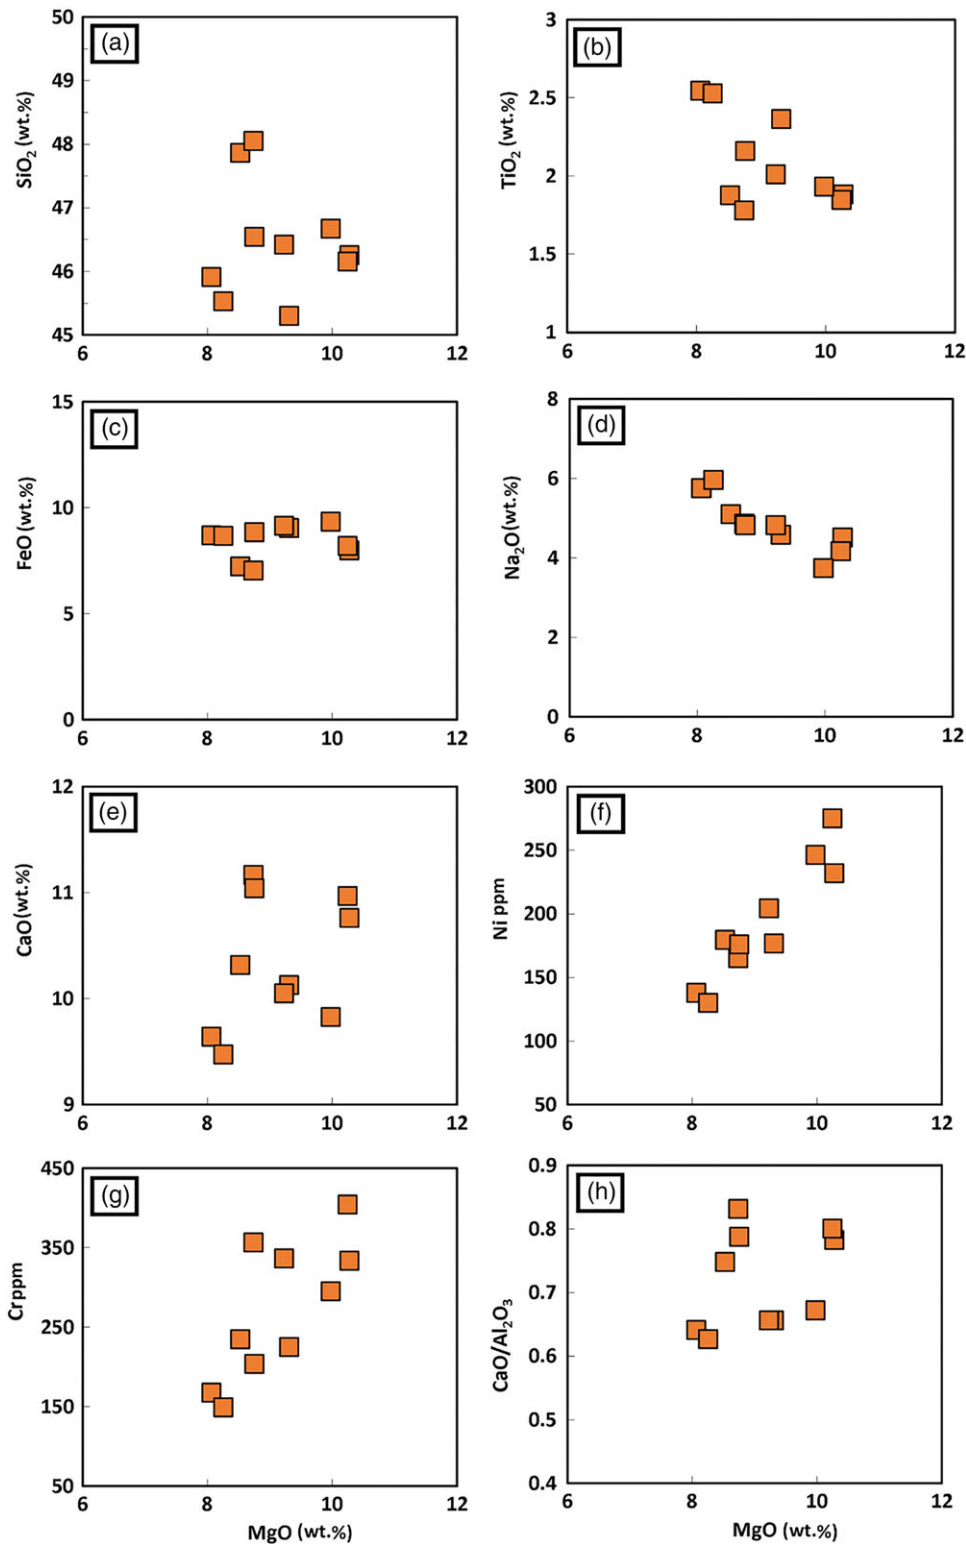 (a)
50
49
48
47
46
45
SiO2 (wt.%)
6 8 10 12
(b)
3
2.5
2
1.5
1
TiO2 (wt.%)
6 8 10 12
(c)
15
10
5
0
FeO (wt.%)
6 8 10 12
(d)
8
6
4
2
0
Na2O(wt.%)
6 8 10 12
(e)
12
11
10
9
CaO(wt.%)
6 8 10 12
(f)
300
250
200
150
100
50
Ni ppm
6 8 10 12
(g)
450
350
250
150
50
Crppm
6 8 10 12
MgO (wt.%)
(h)
0.9
0.8
0.7
0.6
0.5
0.4
CaO/Al2O3
6 8 10 12
MgO (wt.%)